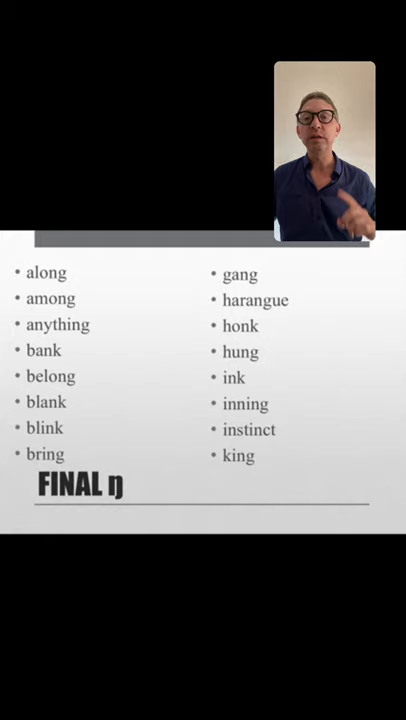 • along
• among
• anything
• bank
• belong
• blank
• blink
• bring
• gang
• harangue
• honk
• hung
• ink
• inning
• instinct
• king
FINAL ŋ